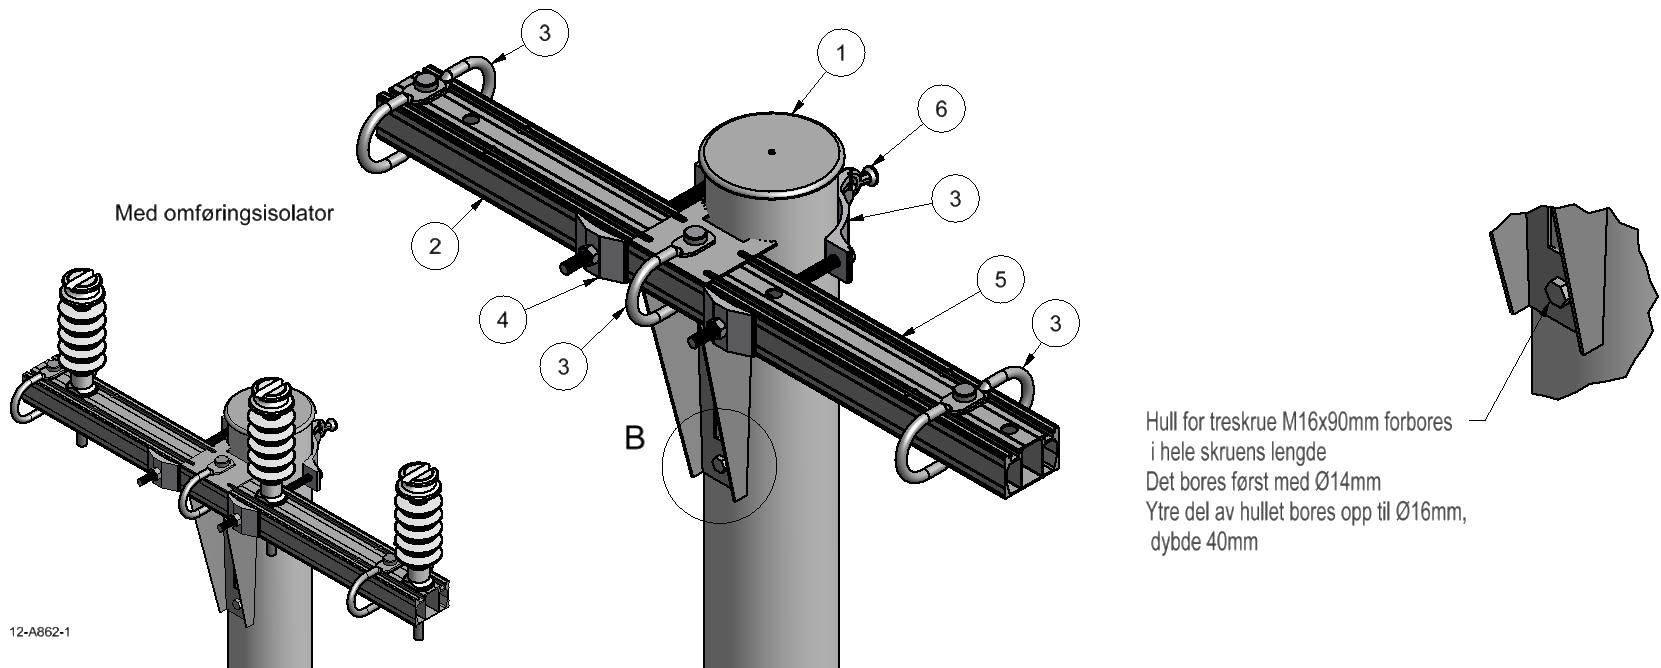 3
1
6
Med omføringsisolator
3
2
5
4
3
3
B
Hull for treskrue M16x90mm forbores
i hele skruens lengde
Det bores først med Ø14mm
Ytre del av hullet bores opp til Ø16mm,
dybde 40mm
12-A862-1